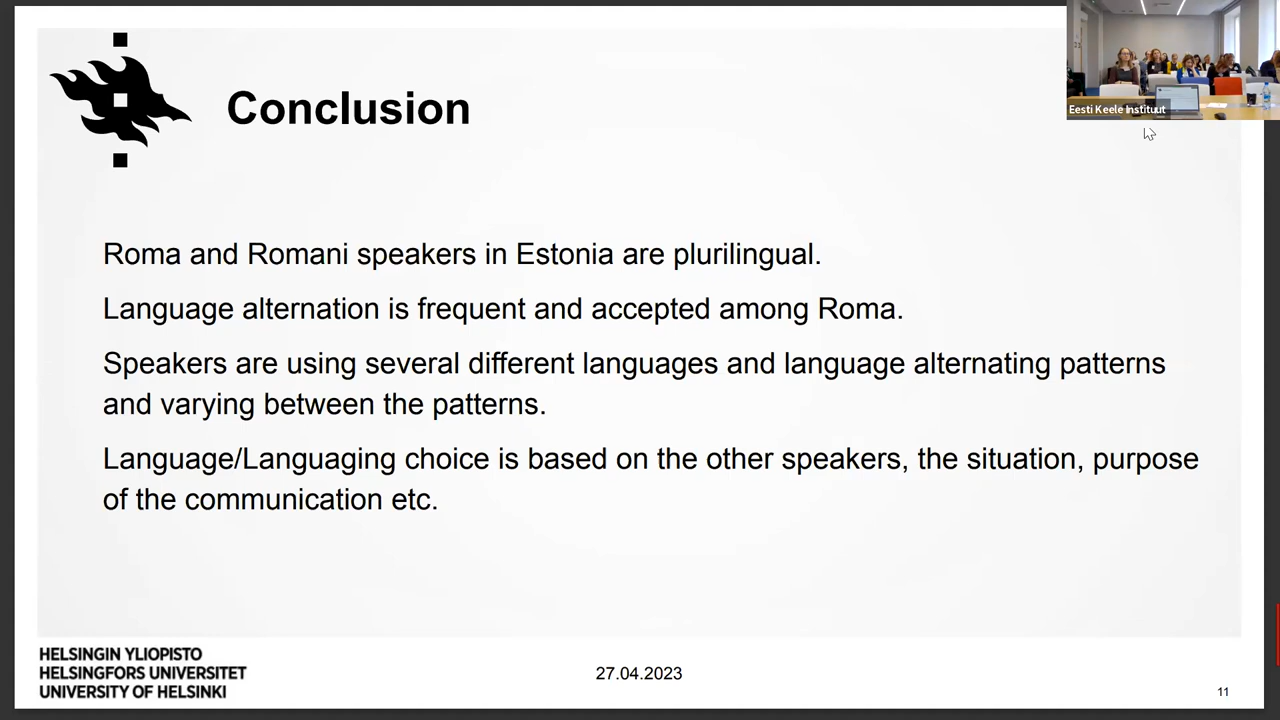 Eesti Keele Instituut
Conclusion
Roma and Romani speakers in Estonia are plurilingual.
Language alternation is frequent and accepted among Roma.
Speakers are using several different languages and language alternating patterns
and varying between the patterns.
Language/Languaging choice is based on the other speakers, the situation, purpose
of the communication etc.
HELSINGIN YLIOPISTO
HELSINGFORS UNIVERSITET
UNIVERSITY OF HELSINKI
27.04.2023
11